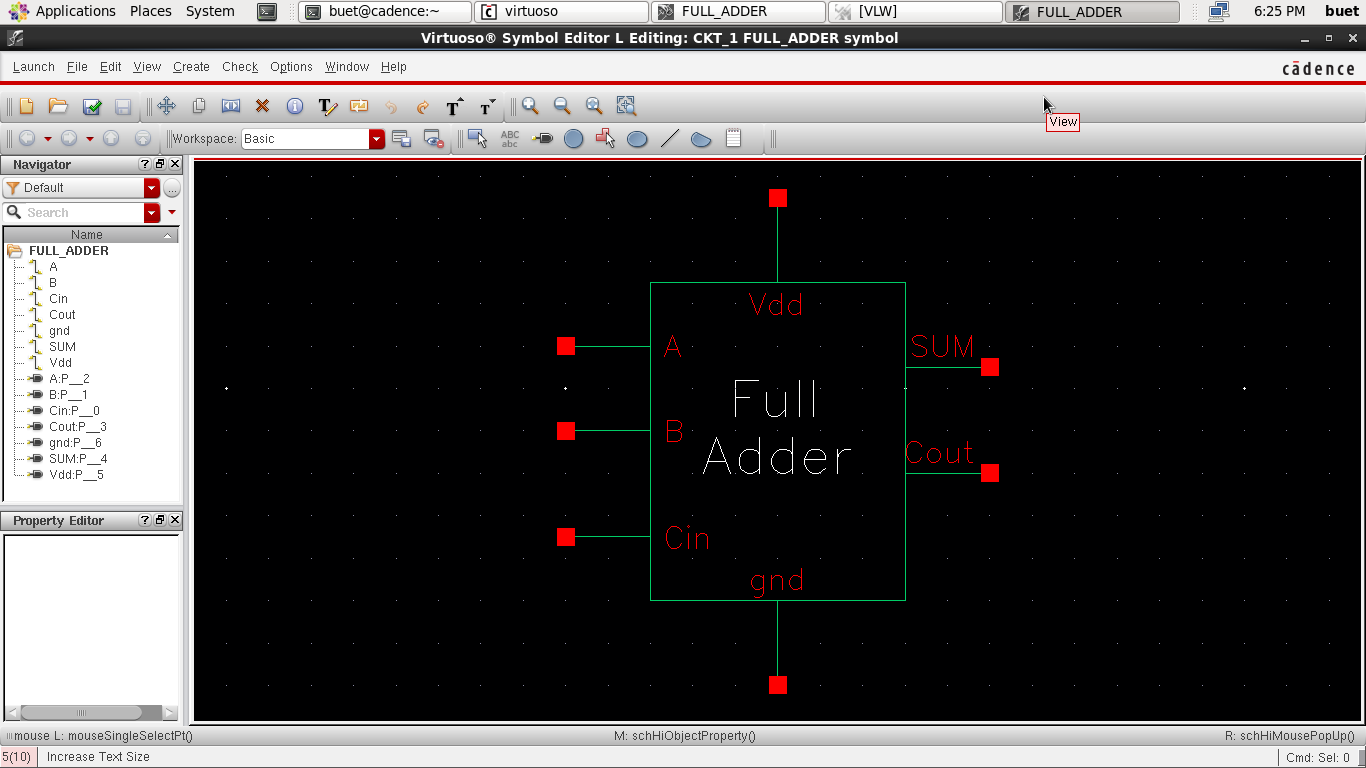 Applications Places System buet@cadence:~ virtuoso FULL_ADDER [VLW] FULL_ADDER 6:25 PM buet
Virtuoso® Symbol Editor L Editing: CKT_1 FULL_ADDER symbol
Launch File Edit View Create Check Options Window Help cādence
View
Workspace: Basic ABC abc
Navigator
Default
Search
Name
FULL_ADDER
A
B
Cin
Cout
gnd
SUM
Vdd
A:P__2
B:P__1
Cin:P__0
Cout:P__3
gnd:P__6
SUM:P__4
Vdd:P__5
Property Editor
Vdd
A
SUM
Full
B
Adder
Cout
Cin
gnd
mouse L: mouseSingleSelectPt() M: schHiObjectProperty() R: schHiMousePopUp()
5(10) Increase Text Size Cmd: Sel: 0